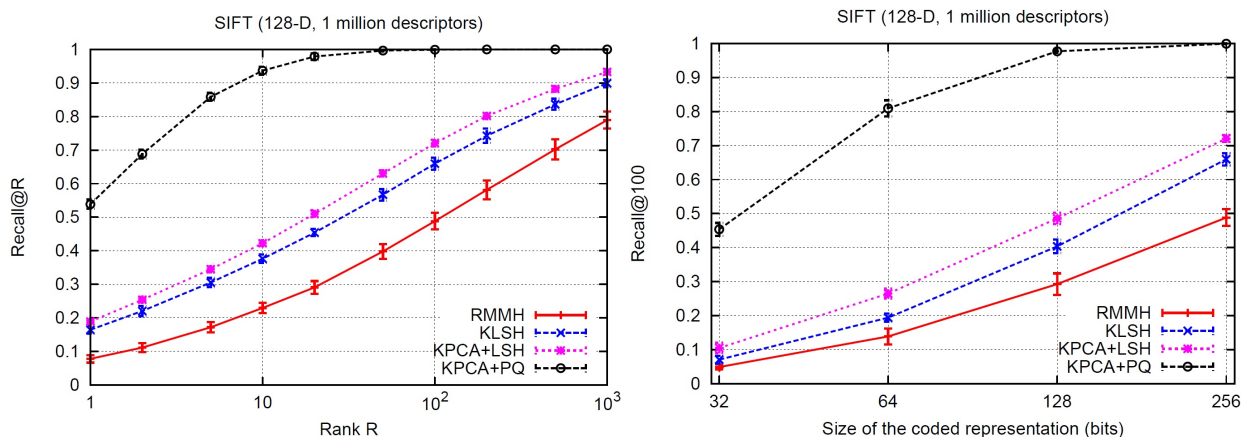 SIFT (128-D, 1 million descriptors)
1
0.9
0.8
0.7
0.6
0.5
0.4
0.3
0.2
0.1
0
Recall@R
RMMH
KLSH
KPCA+LSH
KPCA+PQ
1
10
10²
10³
Rank R
SIFT (128-D, 1 million descriptors)
1
0.9
0.8
0.7
0.6
0.5
0.4
0.3
0.2
0.1
0
Recall@100
RMMH
KLSH
KPCA+LSH
KPCA+PQ
32
64
128
256
Size of the coded representation (bits)